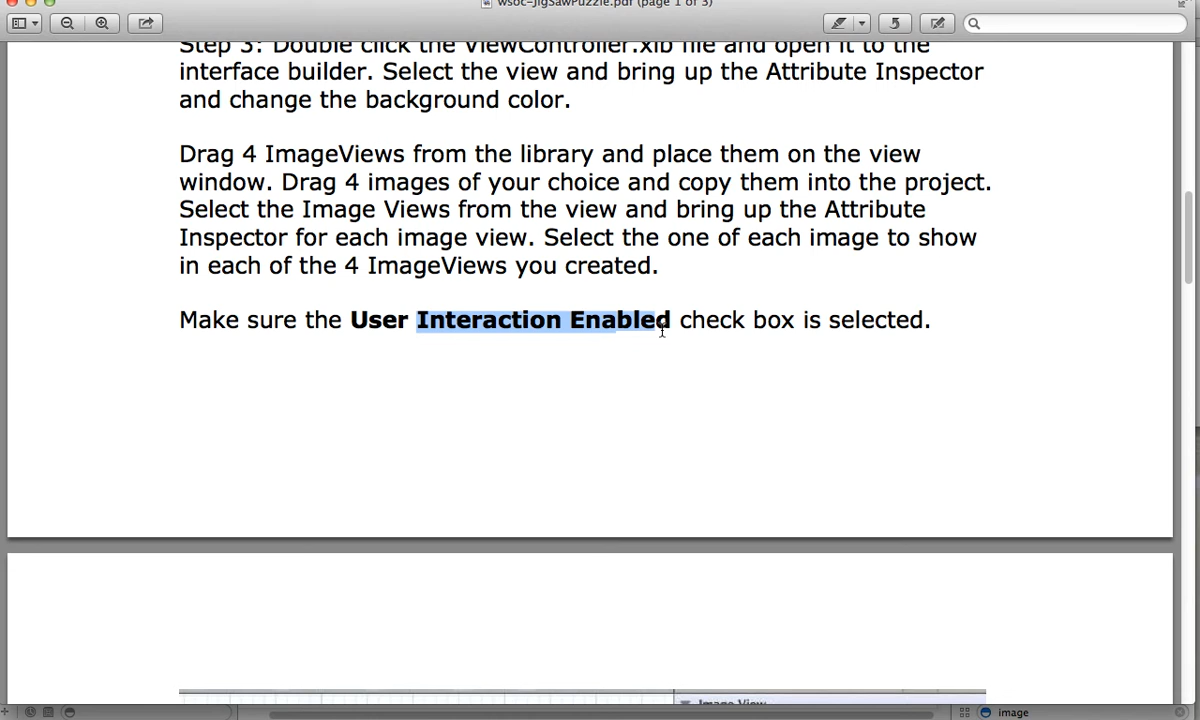 wsoc-JigSawPuzzle.pdf (page 1 of 3)
Step 3: Double click the ViewController.xib file and open it to the
interface builder. Select the view and bring up the Attribute Inspector
and change the background color.
Drag 4 ImageViews from the library and place them on the view
window. Drag 4 images of your choice and copy them into the project.
Select the Image Views from the view and bring up the Attribute
Inspector for each image view. Select the one of each image to show
in each of the 4 ImageViews you created.
Make sure the User Interaction Enabled check box is selected.
Image View
image